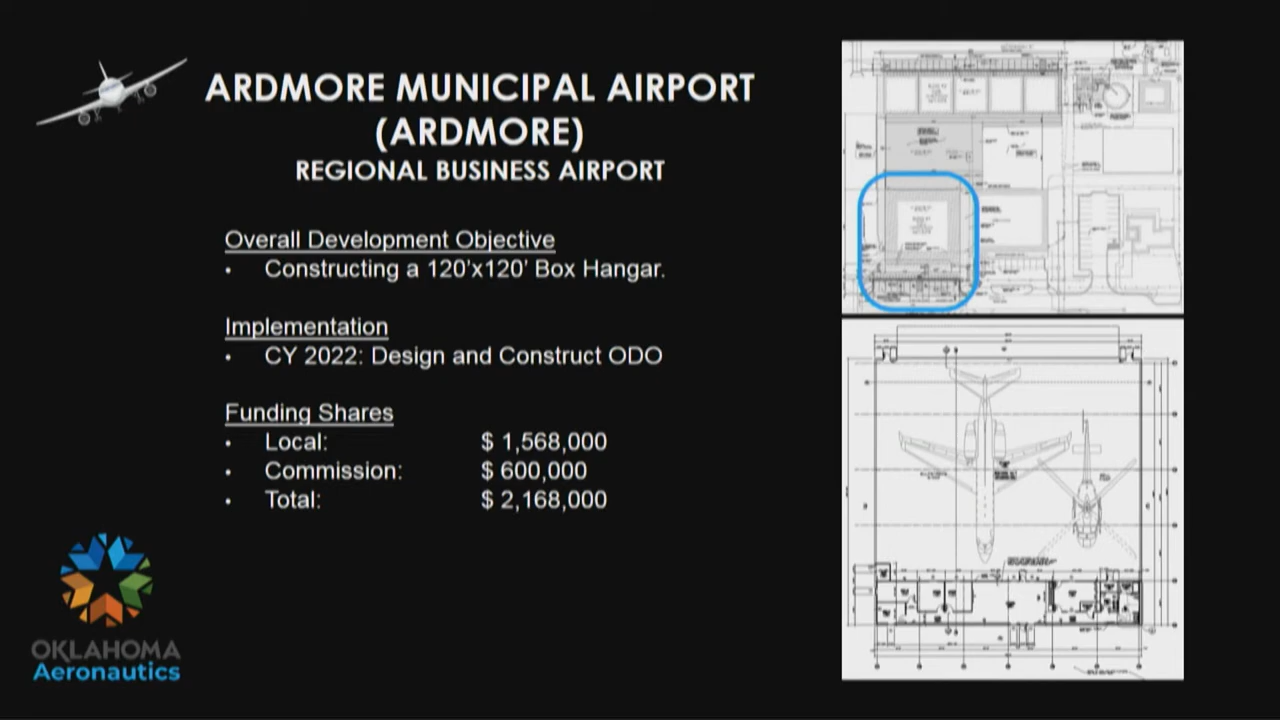 ARDMORE MUNICIPAL AIRPORT
(ARDMORE)
REGIONAL BUSINESS AIRPORT
Overall Development Objective
• Constructing a 120’x120’ Box Hangar.
Implementation
• CY 2022: Design and Construct ODO
Funding Shares
• Local: $ 1,568,000
• Commission: $ 600,000
• Total: $ 2,168,000
OKLAHOMA
Aeronautics